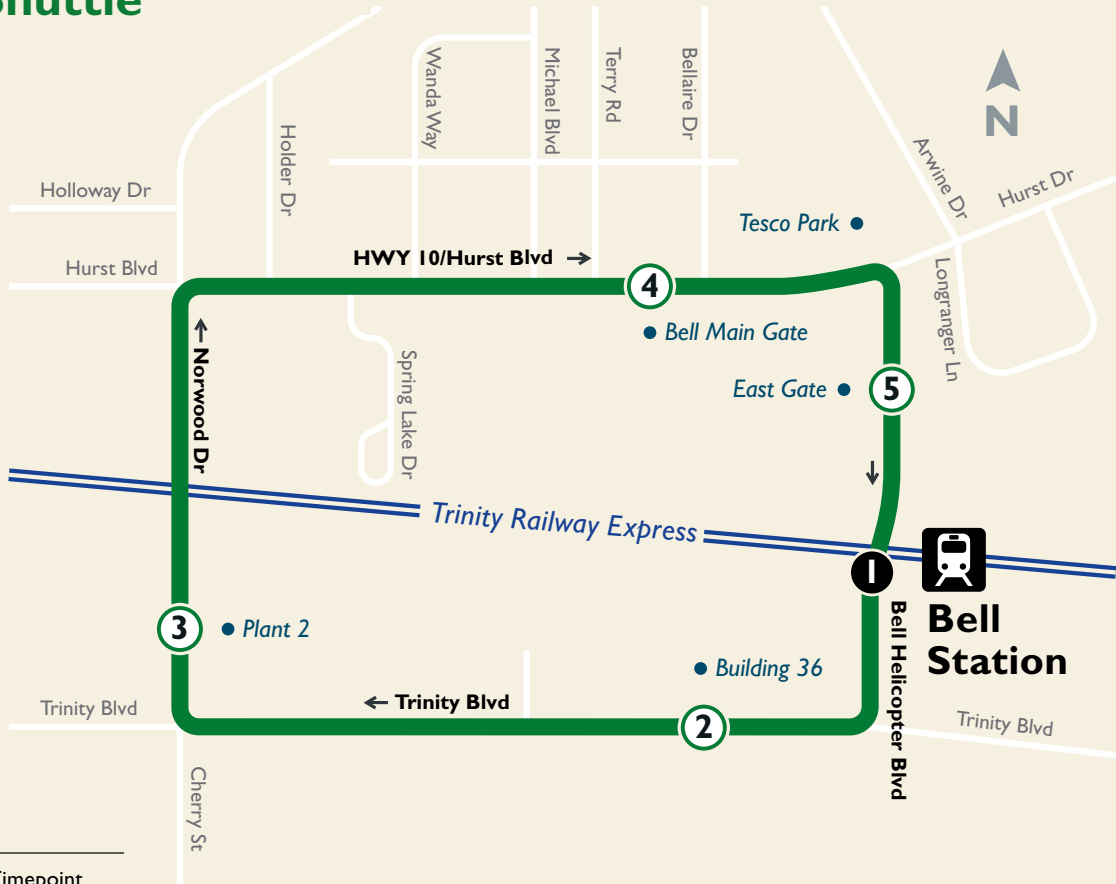 Shuttle
Wanda Way
Michael Blvd
Terry Rd
Bellaire Dr
N
Holder Dr
Arwine Dr
Hurst Dr
Holloway Dr
Tesco Park
HWY 10/Hurst Blvd
Hurst Blvd
4
Longranger Ln
Bell Main Gate
Norwood Dr
Spring Lake Dr
East Gate
5
Trinity Railway Express
1
Bell
Station
Bell Helicopter Blvd
3
Plant 2
Building 36
Trinity Blvd
Trinity Blvd
2
Trinity Blvd
Cherry St
Timepoint